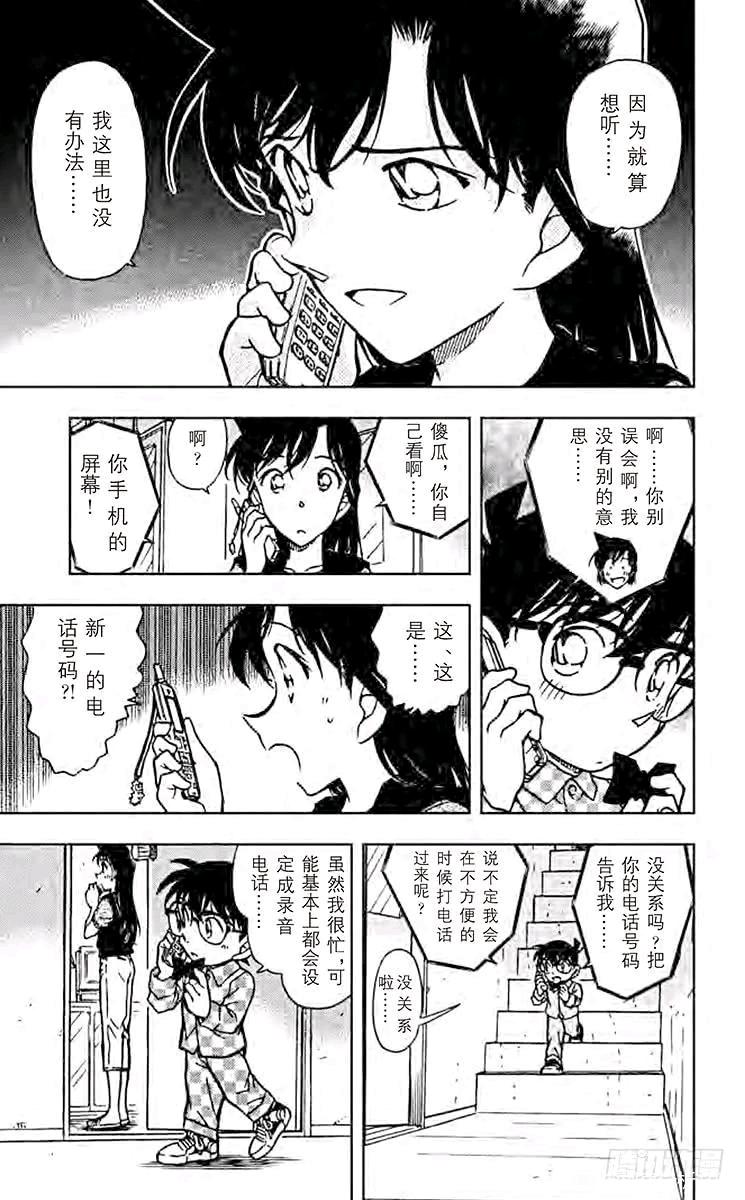 因为就算
想听……
我这里也没
有办法……
啊……你别
误会啊,我
没有别的意
思……
傻瓜,你自
己看啊……
啊?
你手机的
屏幕!
这、这
是……
新一的电
话号码?!
没关系吗?把
你的电话号码
告诉我……
说不定我会
在不方便的
时候打电话
过来呢?
没关系
啦……
虽然我很忙,可
能基本上都会设
定成录音
电话……
腾讯动漫